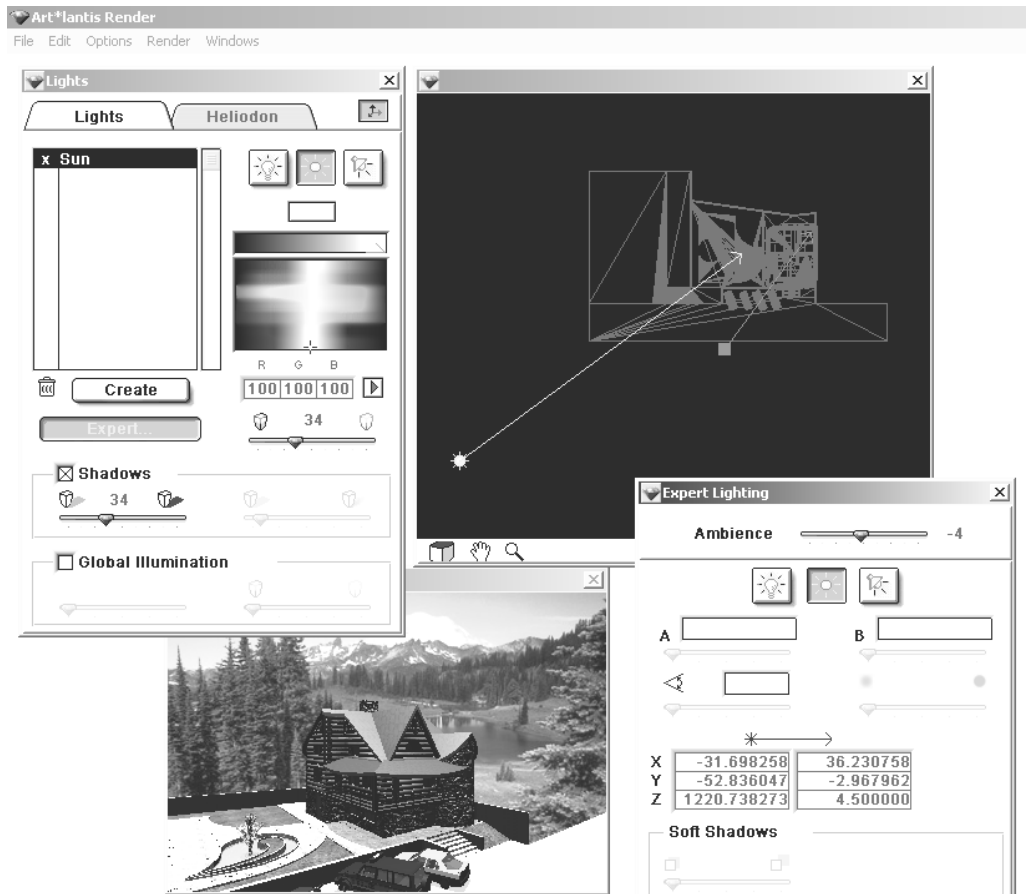 Art*lantis Render
File Edit Options Render Windows
Lights
Lights Heliodon
x Sun
R G B
100 100 100
Create
34
Expert...
Shadows
34
Global Illumination
Expert Lighting
Ambience -4
A B
X -31.698258 36.230758
Y -52.836047 -2.967962
Z 1220.738273 4.500000
Soft Shadows